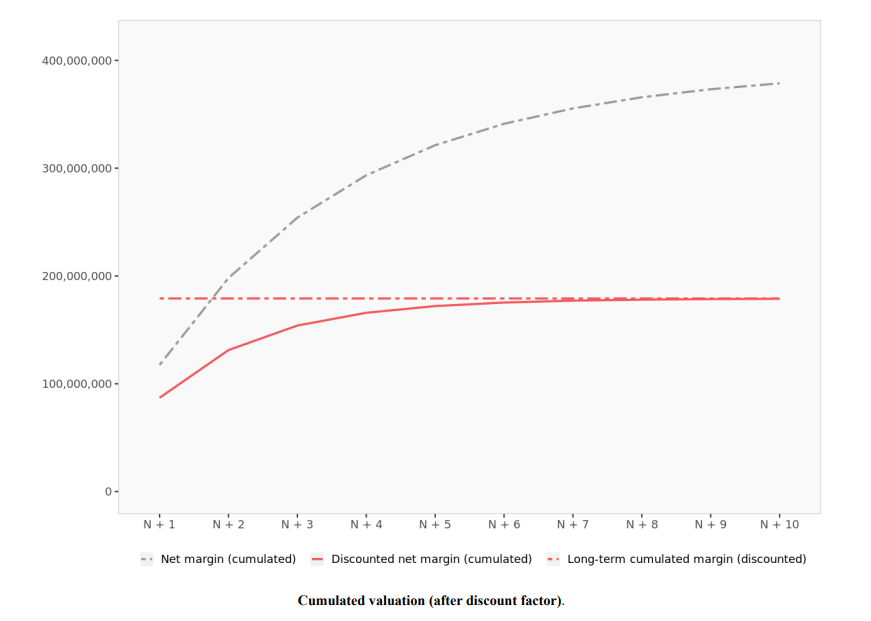 400,000,000
300,000,000
200,000,000
100,000,000
0
N + 1 N + 2 N + 3 N + 4 N + 5 N + 6 N + 7 N + 8 N + 9 N + 10
Net margin (cumulated) Discounted net margin (cumulated) Long-term cumulated margin (discounted)
Cumulated valuation (after discount factor).